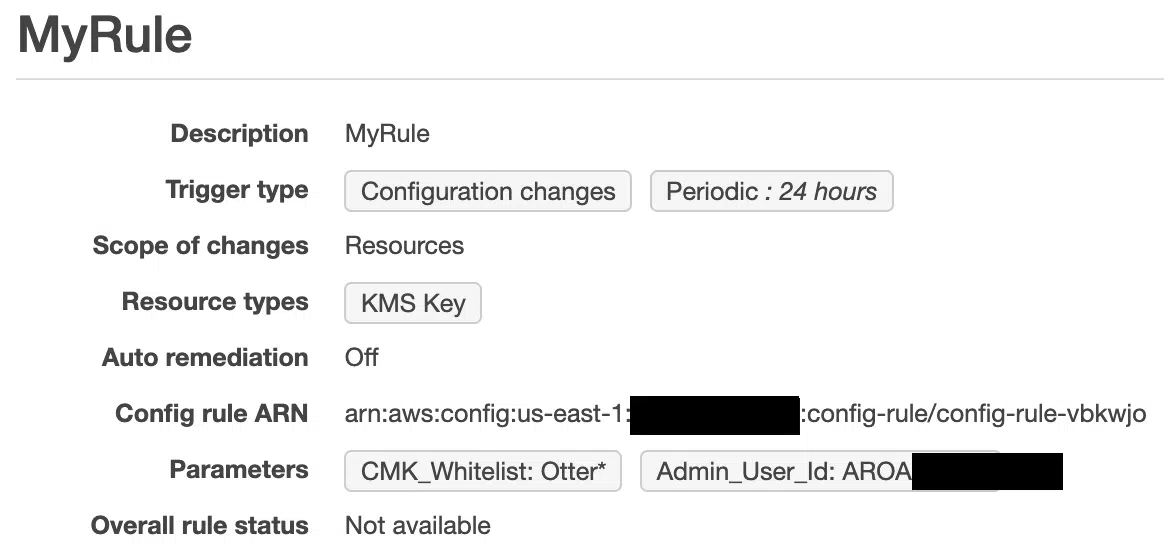 MyRule
Description MyRule
Trigger type Configuration changes Periodic : 24 hours
Scope of changes Resources
Resource types KMS Key
Auto remediation Off
Config rule ARN arn:aws:config:us-east-1: :config-rule/config-rule-vbkwjo
Parameters CMK_Whitelist: Otter* Admin_User_Id: AROA
Overall rule status Not available